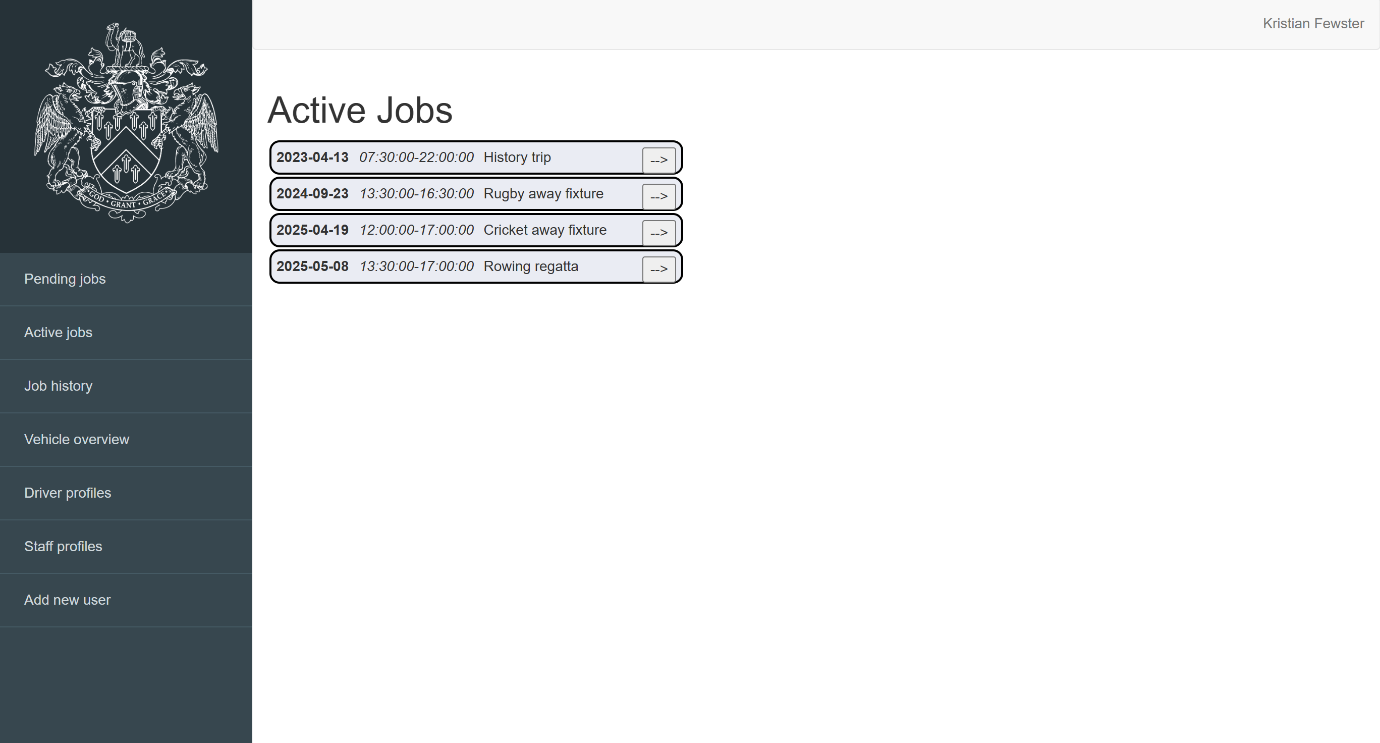 Kristian Fewster
GOD • GRANT • GRACE
Active Jobs
2023-04-13 07:30:00-22:00:00 History trip -->
2024-09-23 13:30:00-16:30:00 Rugby away fixture -->
2025-04-19 12:00:00-17:00:00 Cricket away fixture -->
2025-05-08 13:30:00-17:00:00 Rowing regatta -->
Pending jobs
Active jobs
Job history
Vehicle overview
Driver profiles
Staff profiles
Add new user